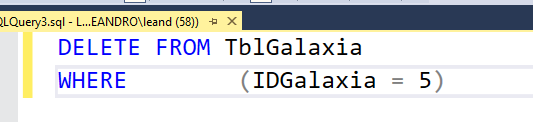 QLQuery3.sql - L...EANDRO\leand (58))
DELETE FROM TblGalaxia
WHERE (IDGalaxia = 5)